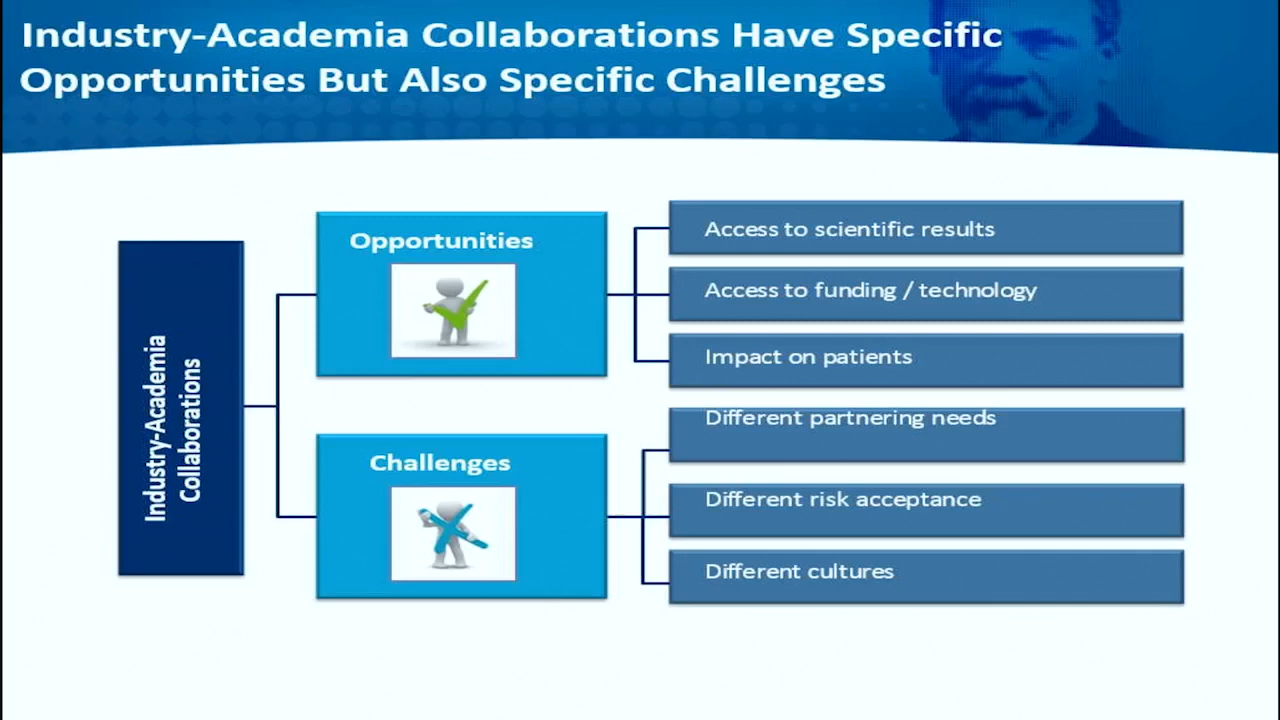 Industry-Academia Collaborations Have Specific
Opportunities But Also Specific Challenges
Industry-Academia
Collaborations
Opportunities
Access to scientific results
Access to funding / technology
Impact on patients
Challenges
Different partnering needs
Different risk acceptance
Different cultures